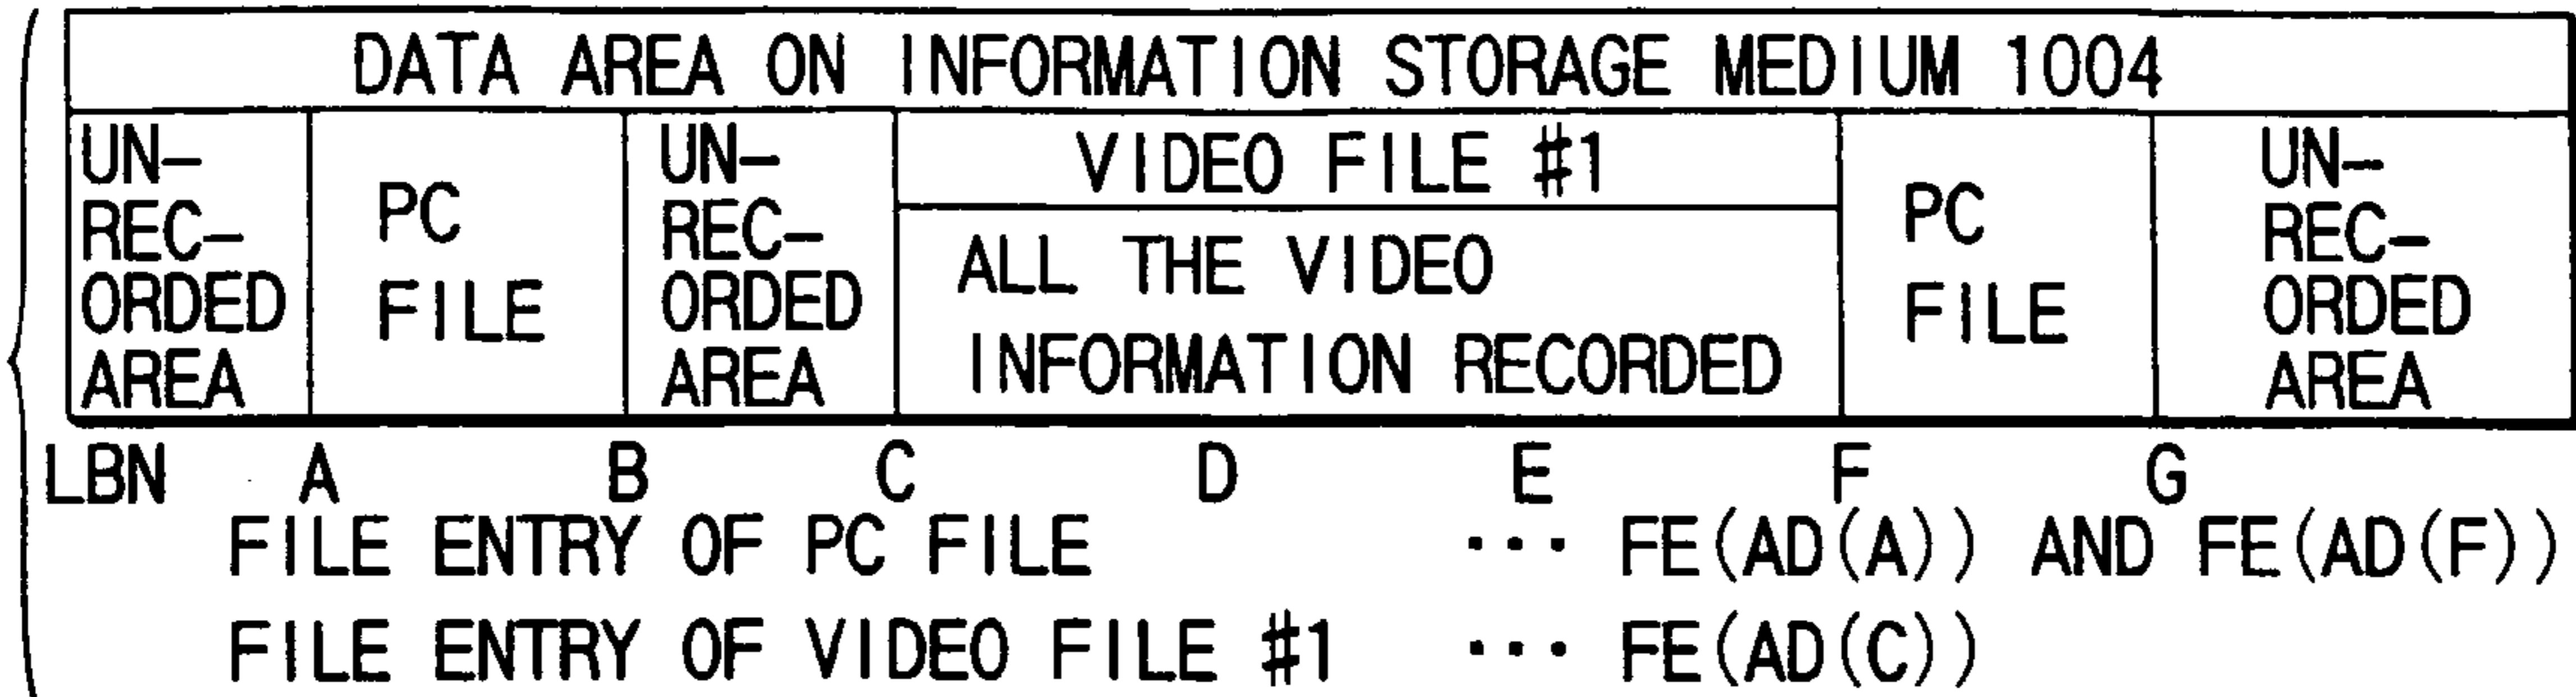 DATA AREA ON INFORMATION STORAGE MEDIUM 1004
UN-
REC-
ORDED
AREA
PC
FILE
UN-
REC-
ORDED
AREA
VIDEO FILE #1
ALL THE VIDEO
INFORMATION RECORDED
PC
FILE
UN-
REC-
ORDED
AREA
LBN A B C D E F G
FILE ENTRY OF PC FILE ··· FE(AD(A)) AND FE(AD(F))
FILE ENTRY OF VIDEO FILE #1 ··· FE(AD(C))